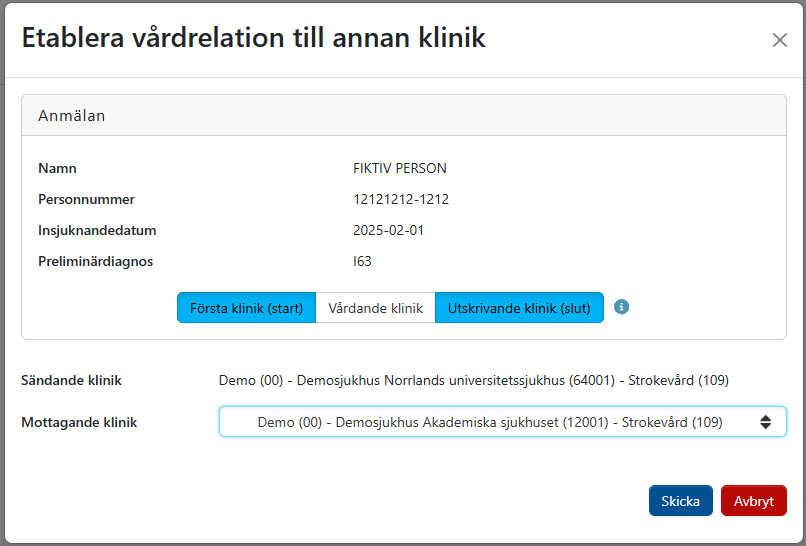 Etablera vårdrelation till annan klinik
Anmälan
Namn FIKTIV PERSON
Personnummer 12121212-1212
Insjuknandedatum 2025-02-01
Preliminärdiagnos I63
Första klinik (start) Vårdande klinik Utskrivande klinik (slut)
Sändande klinik Demo (00) - Demosjukhus Norrlands universitetssjukhus (64001) - Strokevård (109)
Mottagande klinik Demo (00) - Demosjukhus Akademiska sjukhuset (12001) - Strokevård (109)
Skicka Avbryt